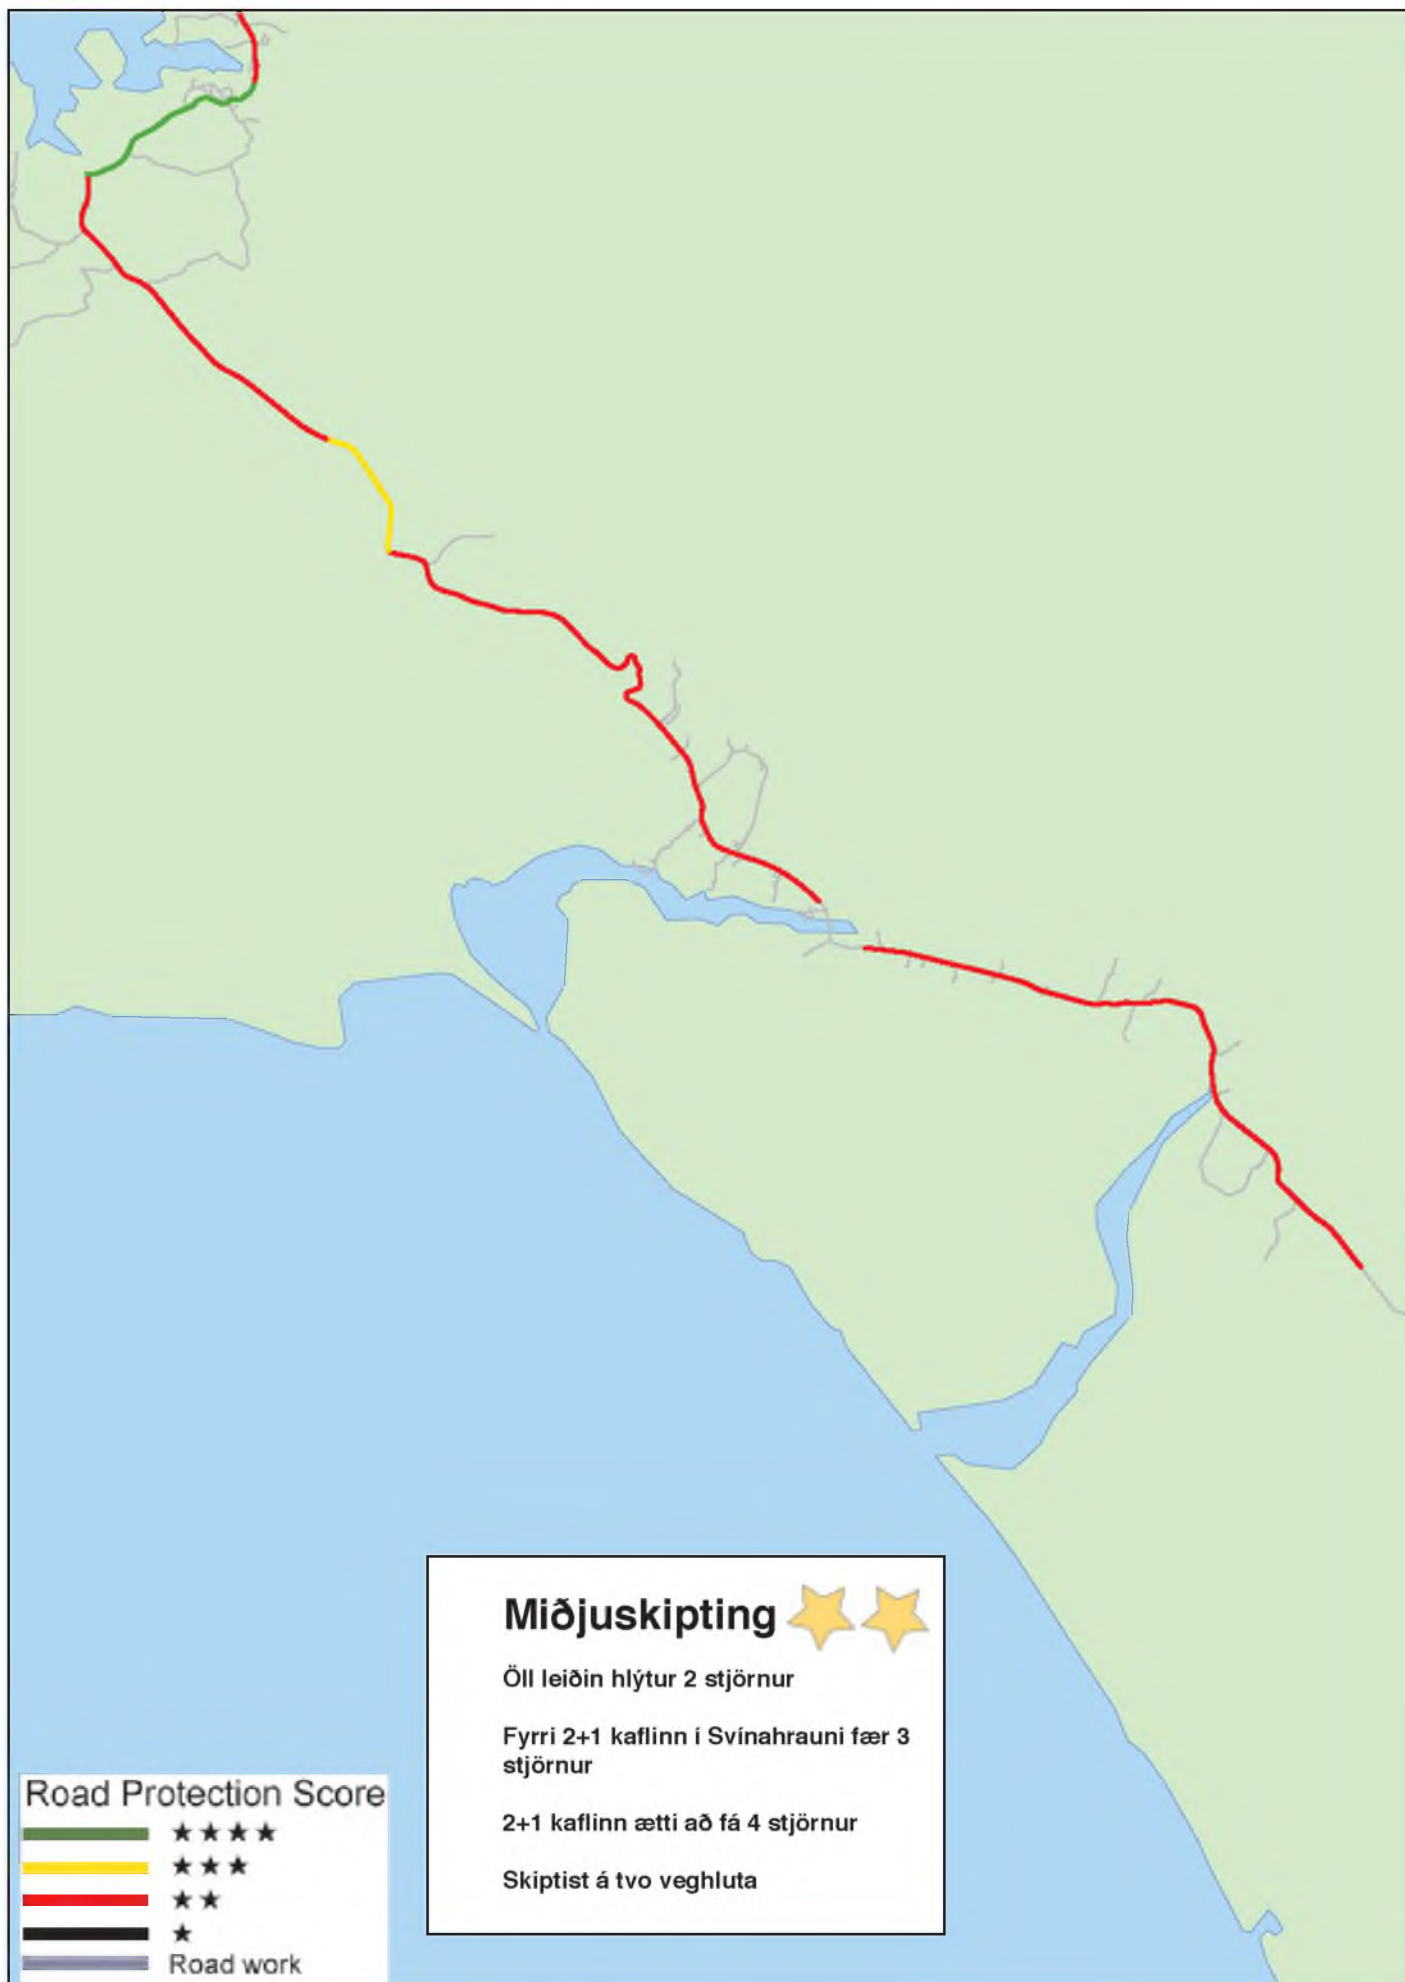 Miðjuskipting
Öll leiðin hlýtur 2 stjörnur
Fyrri 2+1 kaflinn í Svínahrauni fær 3
stjörnur
2+1 kaflinn ætti að fá 4 stjörnur
Skiptist á tvo veghluta
Road Protection Score
★★★★
★★★
★★
★
Road work